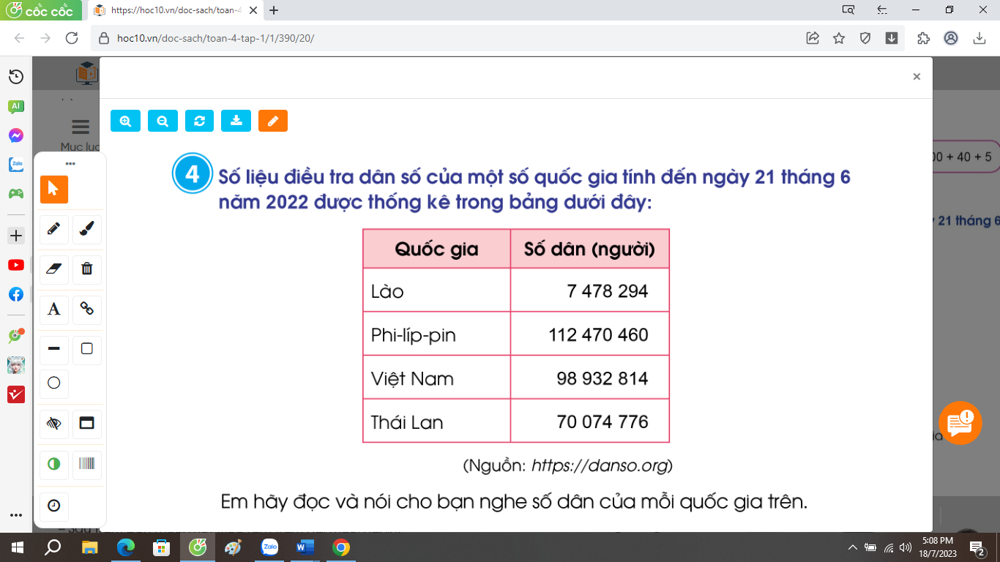 cốc cốc
https://hoc10.vn/doc-sach/toan-4
hoc10.vn/doc-sach/toan-4-tap-1/1/390/20/
Mục lục
00 + 40 + 5
4 Số liệu điều tra dân số của một số quốc gia tính đến ngày 21 tháng 6
năm 2022 được thống kê trong bảng dưới đây:
21 tháng 6
Quốc gia Số dân (người)
Lào 7 478 294
Phi-líp-pin 112 470 460
Việt Nam 98 932 814
Thái Lan 70 074 776
(Nguồn: https://danso.org)
Em hãy đọc và nói cho bạn nghe số dân của mỗi quốc gia trên.
AI
Zalo
A
Zalo
5:08 PM
18/7/2023
2